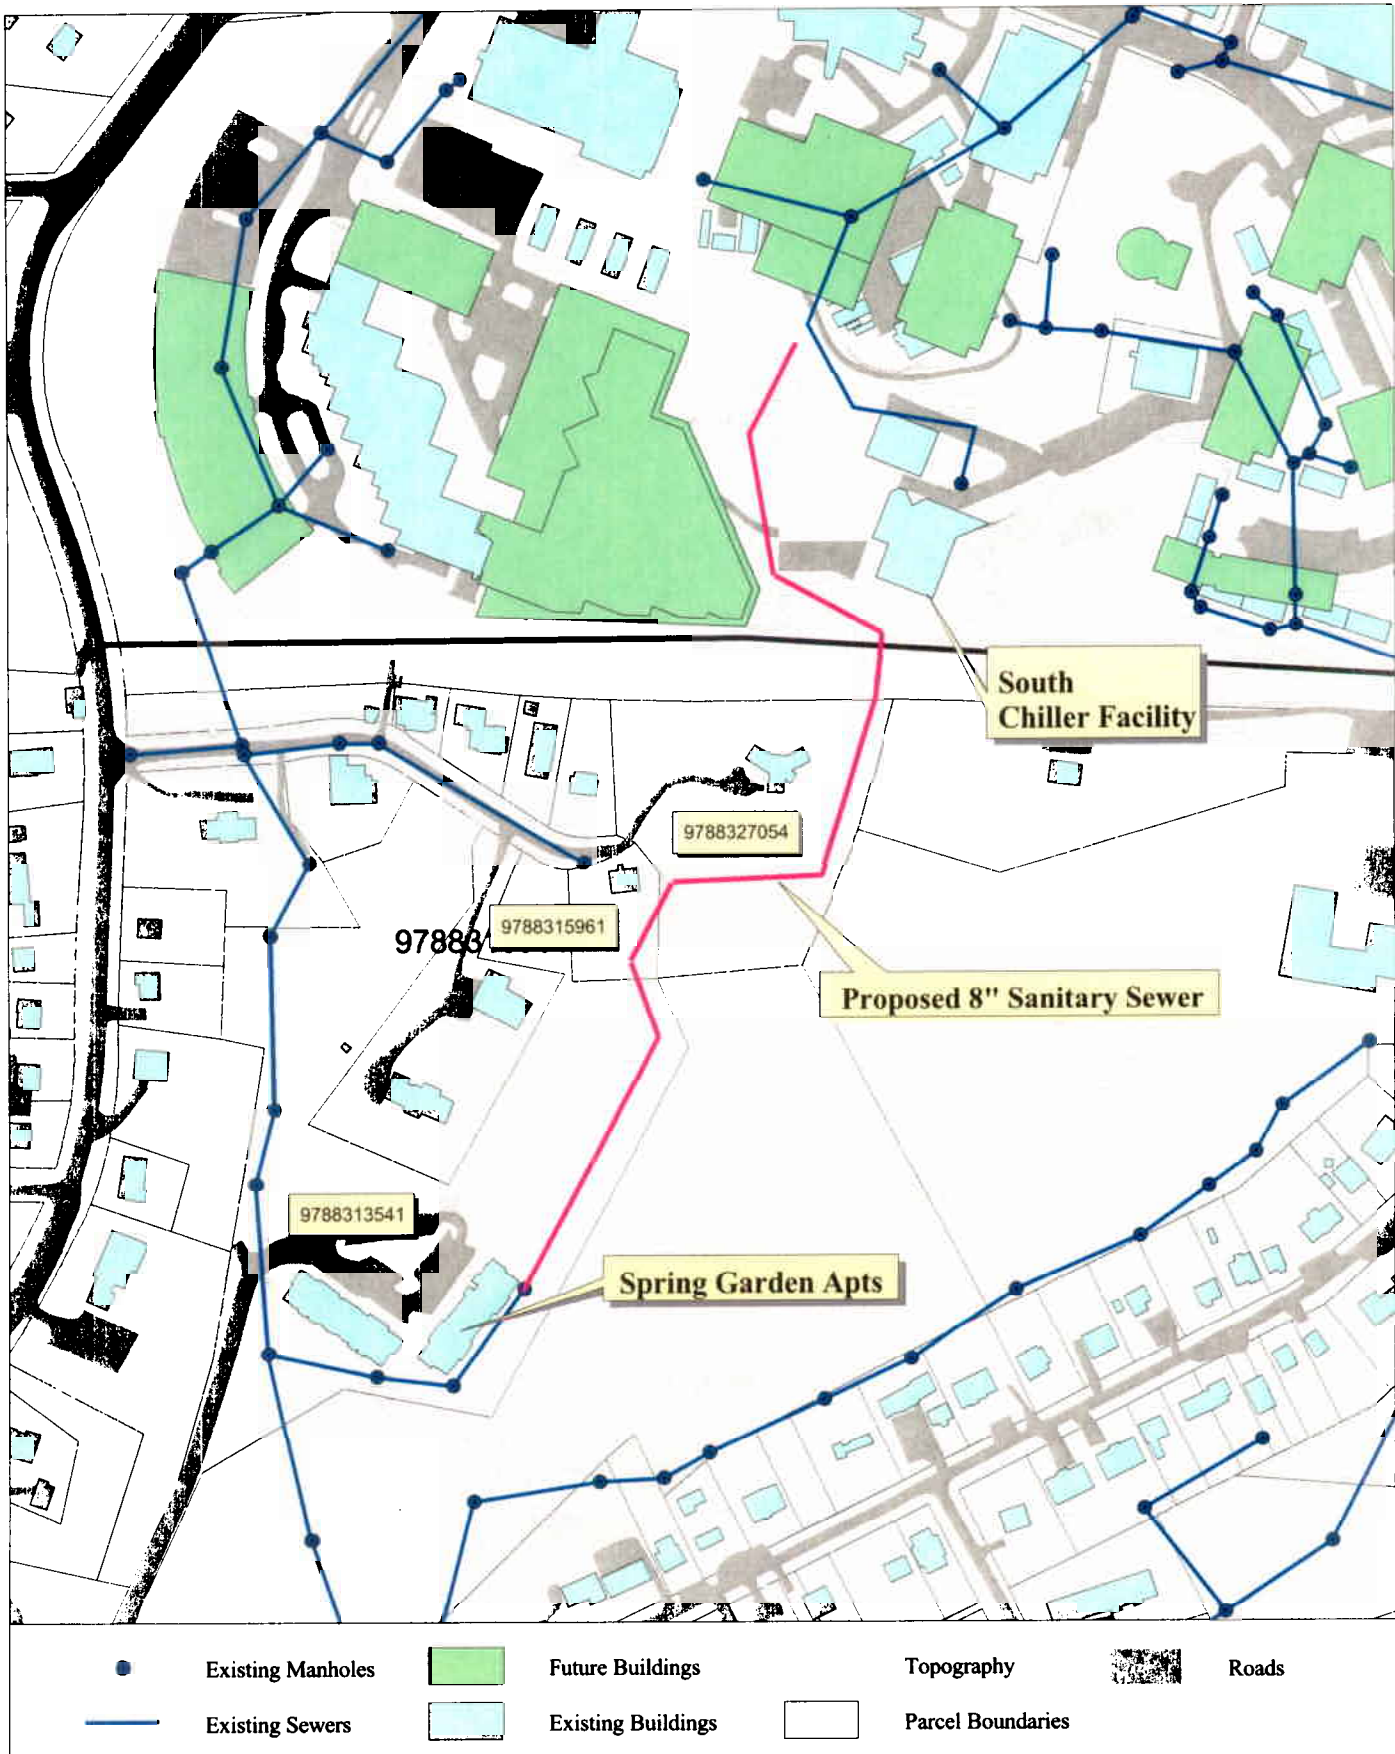 South
Chiller Facility
9788327054
9788315961
97883
Proposed 8" Sanitary Sewer
9788313541
Spring Garden Apts
Existing Manholes
Future Buildings
Topography
Roads
Existing Sewers
Existing Buildings
Parcel Boundaries